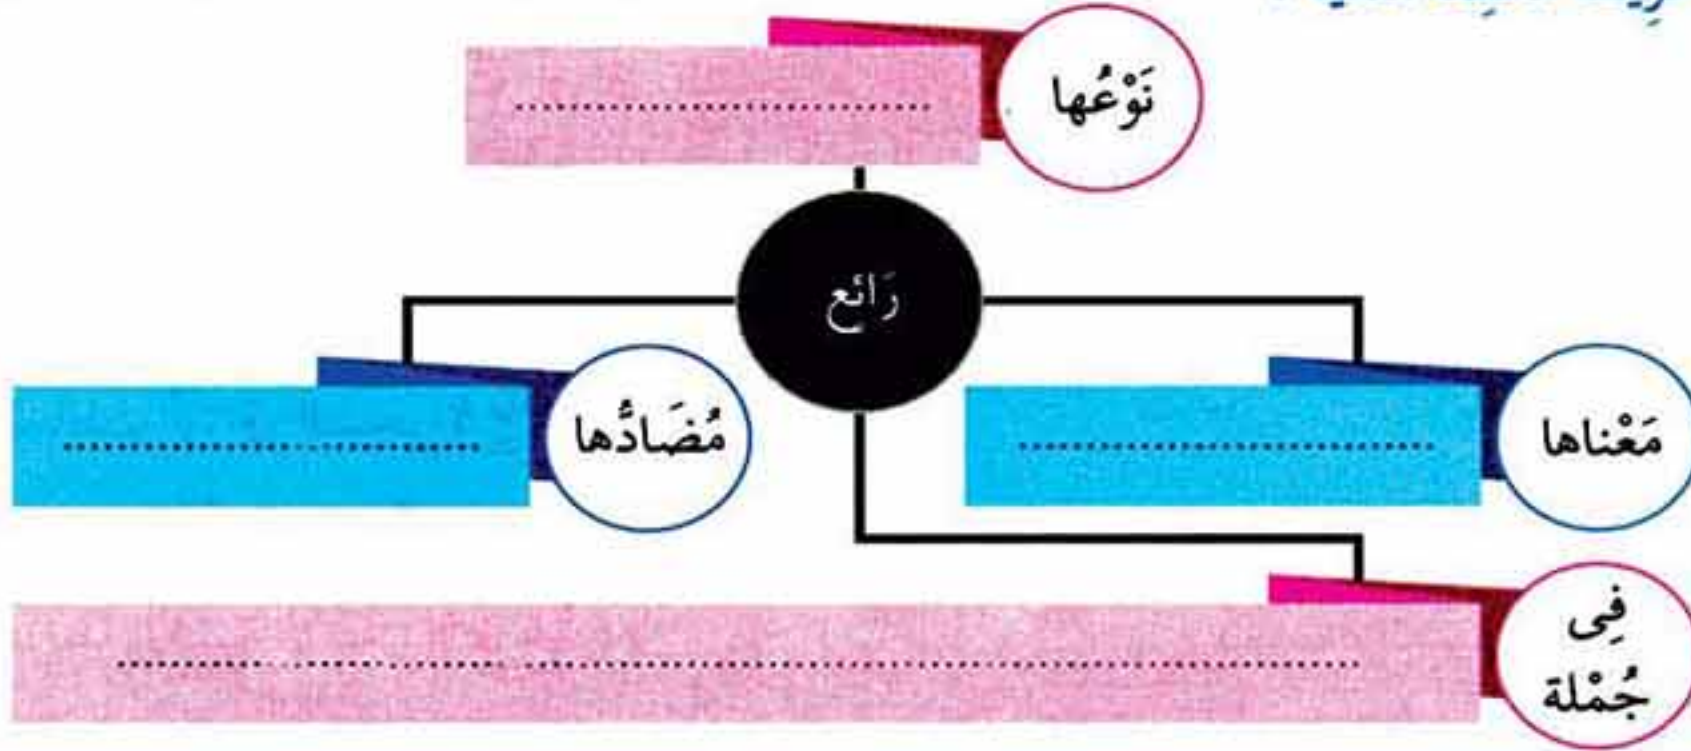 نَوْعُها
رَائع
مَعْناها
مُضَادُّها
فِى
جُمْلة